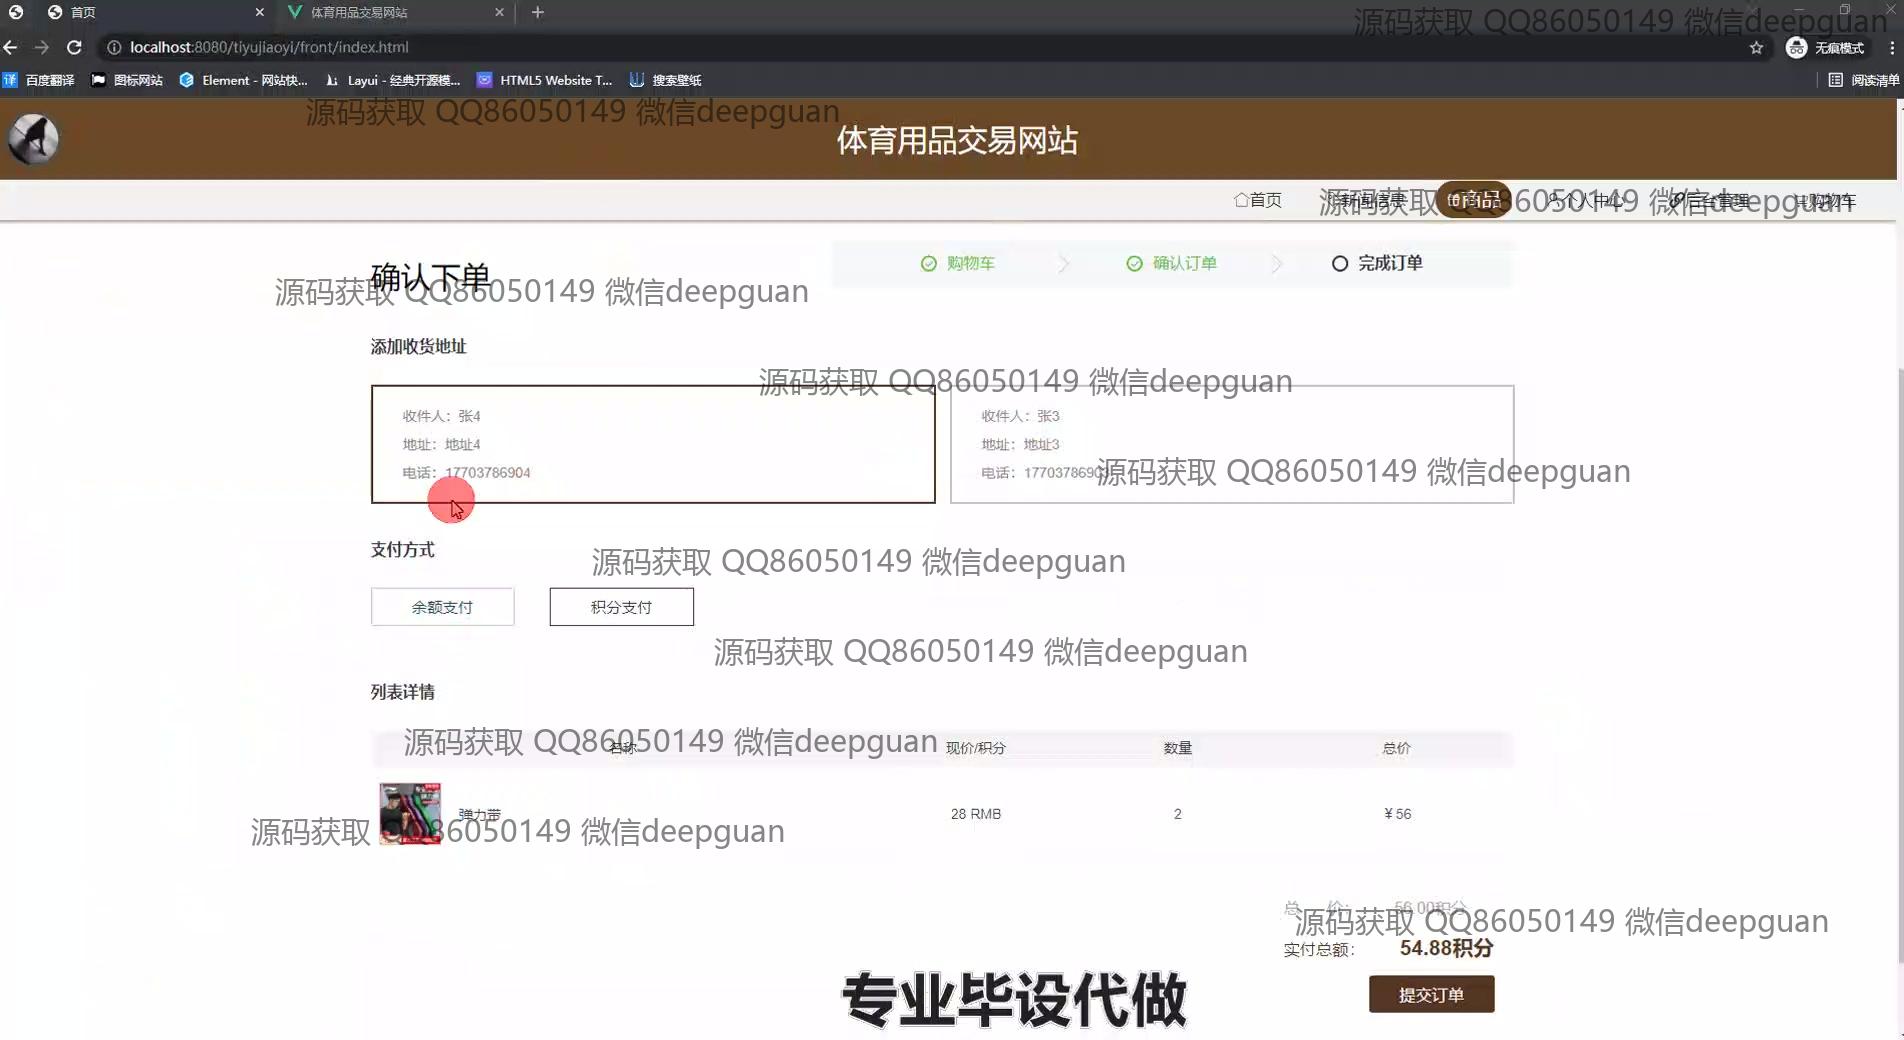 首页
体育用品交易网站
源码获取 QQ86050149 微信deepguan
localhost:8080/tiyujiaoyi/front/index.html
无痕模式
百度翻译
图标网站
Element - 网站快...
Layui - 经典开源模...
HTML5 Website T...
搜索壁纸
阅读清单
源码获取 QQ86050149 微信deepguan
体育用品交易网站
首页
新闻信息
商品
个人中心
后台管理
购物车
源码获取 QQ86050149 微信deepguan
确认下单
购物车
确认订单
完成订单
源码获取 QQ86050149 微信deepguan
添加收货地址
源码获取 QQ86050149 微信deepguan
收件人：张4
地址：地址4
电话：17703786904
收件人：张3
地址：地址3
电话：1770378690
源码获取 QQ86050149 微信deepguan
支付方式
源码获取 QQ86050149 微信deepguan
余额支付
积分支付
源码获取 QQ86050149 微信deepguan
列表详情
源码获取 QQ86050149 微信deepguan
名称
现价/积分
数量
总价
弹力带
28 RMB
2
¥ 56
源码获取 QQ86050149 微信deepguan
总 价：
56.00积分
源码获取 QQ86050149 微信deepguan
实付总额：
54.88积分
提交订单
专业毕设代做